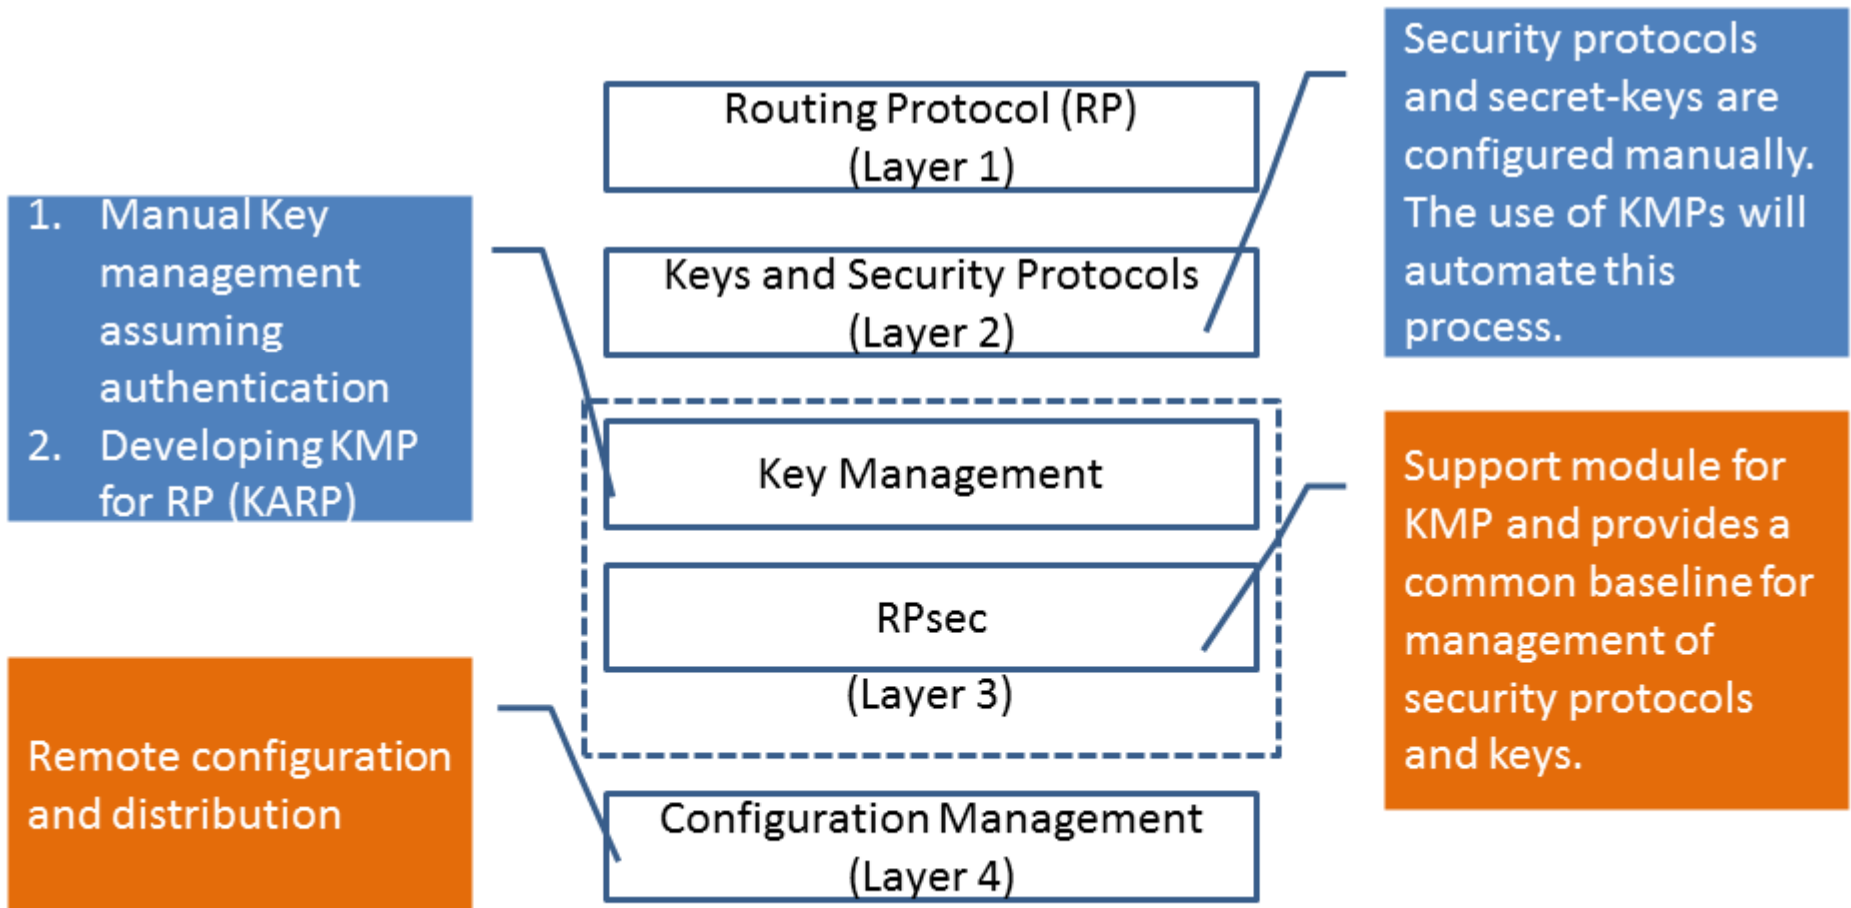 Routing Protocol (RP)
(Layer 1)
Keys and Security Protocols
(Layer 2)
Key Management
RPsec
(Layer 3)
Configuration Management
(Layer 4)
1. Manual Key
management
assuming
authentication
2. Developing KMP
for RP (KARP)
Remote configuration
and distribution
Security protocols
and secret-keys are
configured manually.
The use of KMPs will
automate this
process.
Support module for
KMP and provides a
common baseline for
management of
security protocols
and keys.